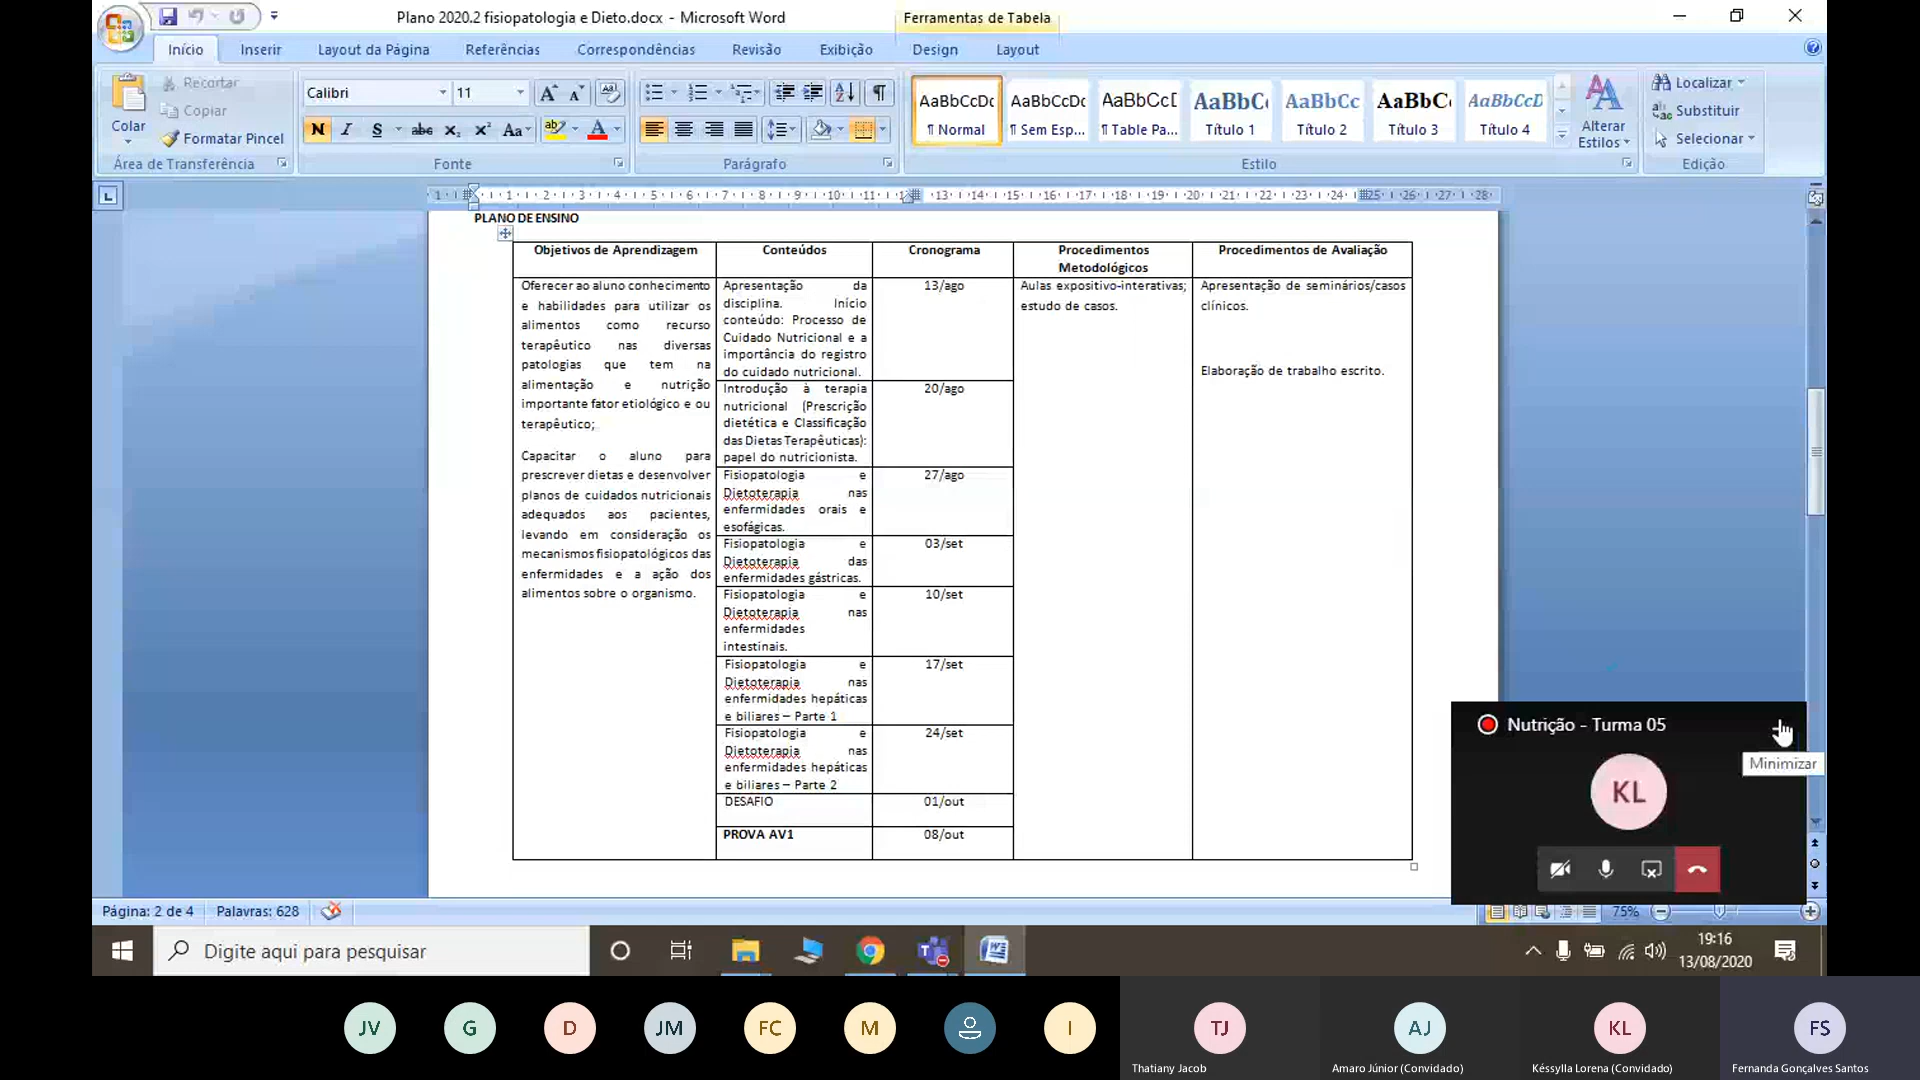 Plano 2020.2 fisiopatologia e Dieto.docx - Microsoft Word
Ferramentas de Tabela
Início Inserir Layout da Página Referências Correspondências Revisão Exibição Design Layout
Colar
Recortar
Copiar
Formatar Pincel
Área de Transferência
Calibri 11
N I S abc x₂ x² Aa ab A
Fonte
Parágrafo
AaBbCcDc AaBbCcDc AaBbCcD AaBbC AaBbCc AaBbC AaBbCcD
¶ Normal ¶ Sem Esp... ¶ Table Pa... Título 1 Título 2 Título 3 Título 4
Alterar
Estilos
Estilo
Localizar
Substituir
Selecionar
Edição
PLANO DE ENSINO
Objetivos de Aprendizagem
Conteúdos
Cronograma
Procedimentos
Metodológicos
Procedimentos de Avaliação
Oferecer ao aluno conhecimento
e habilidades para utilizar os
alimentos como recurso
terapêutico nas diversas
patologias que tem na
alimentação e nutrição
importante fator etiológico e ou
terapêutico;
Capacitar o aluno para
prescrever dietas e desenvolver
planos de cuidados nutricionais
adequados aos pacientes,
levando em consideração os
mecanismos fisiopatológicos das
enfermidades e a ação dos
alimentos sobre o organismo.
Apresentação da
disciplina. Início
conteúdo: Processo de
Cuidado Nutricional e a
importância do registro
do cuidado nutricional.
13/ago
Introdução à terapia
nutricional (Prescrição
dietética e Classificação
das Dietas Terapêuticas):
papel do nutricionista.
20/ago
Fisiopatologia e
Dietoterapia nas
enfermidades orais e
esofágicas.
27/ago
Fisiopatologia e
Dietoterapia das
enfermidades gástricas.
03/set
Fisiopatologia e
Dietoterapia nas
enfermidades
intestinais.
10/set
Fisiopatologia e
Dietoterapia nas
enfermidades hepáticas
e biliares – Parte 1
17/set
Fisiopatologia e
Dietoterapia nas
enfermidades hepáticas
e biliares – Parte 2
24/set
DESAFIO
01/out
PROVA AV1
08/out
Aulas expositivo-interativas;
estudo de casos.
Apresentação de seminários/casos
clínicos.
Elaboração de trabalho escrito.
Nutrição - Turma 05
Minimizar
KL
Página: 2 de 4 Palavras: 628
75%
Digite aqui para pesquisar
19:16
13/08/2020
JV G D JM FC M I TJ AJ KL FS
Thatiany Jacob
Amaro Júnior (Convidado)
Késsylla Lorena (Convidado)
Fernanda Gonçalves Santos